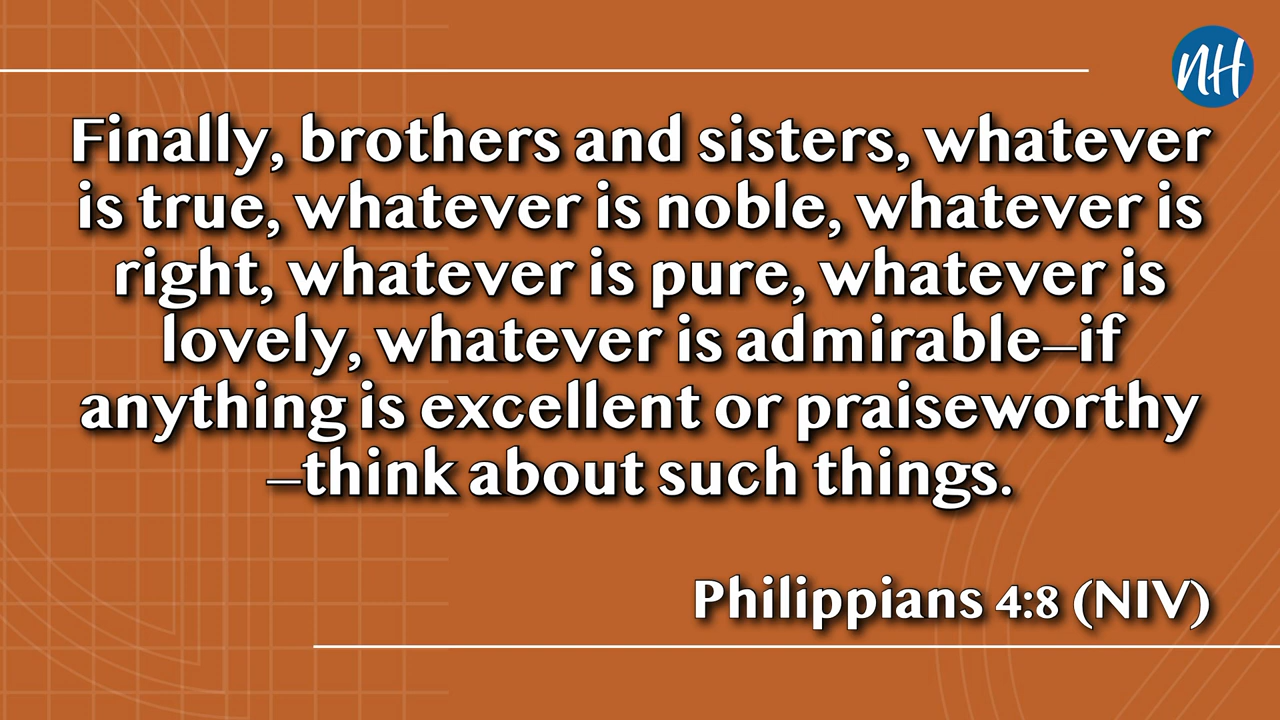 NH
Finally, brothers and sisters, whatever
is true, whatever is noble, whatever is
right, whatever is pure, whatever is
lovely, whatever is admirable–if
anything is excellent or praiseworthy
–think about such things.
Philippians 4:8 (NIV)